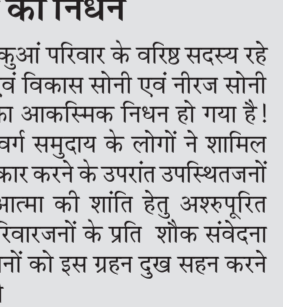 का निधन
कुआं परिवार के वरिष्ठ सदस्य रहे
एवं विकास सोनी एवं नीरज सोनी
का आकस्मिक निधन हो गया है!
वर्ग समुदाय के लोगों ने शामिल
कार करने के उपरांत उपस्थितजनों
आत्मा की शांति हेतु अश्रुपूरित
रिवारजनों के प्रति शौक संवेदना
नों को इस ग्रहन दुख सहन करने